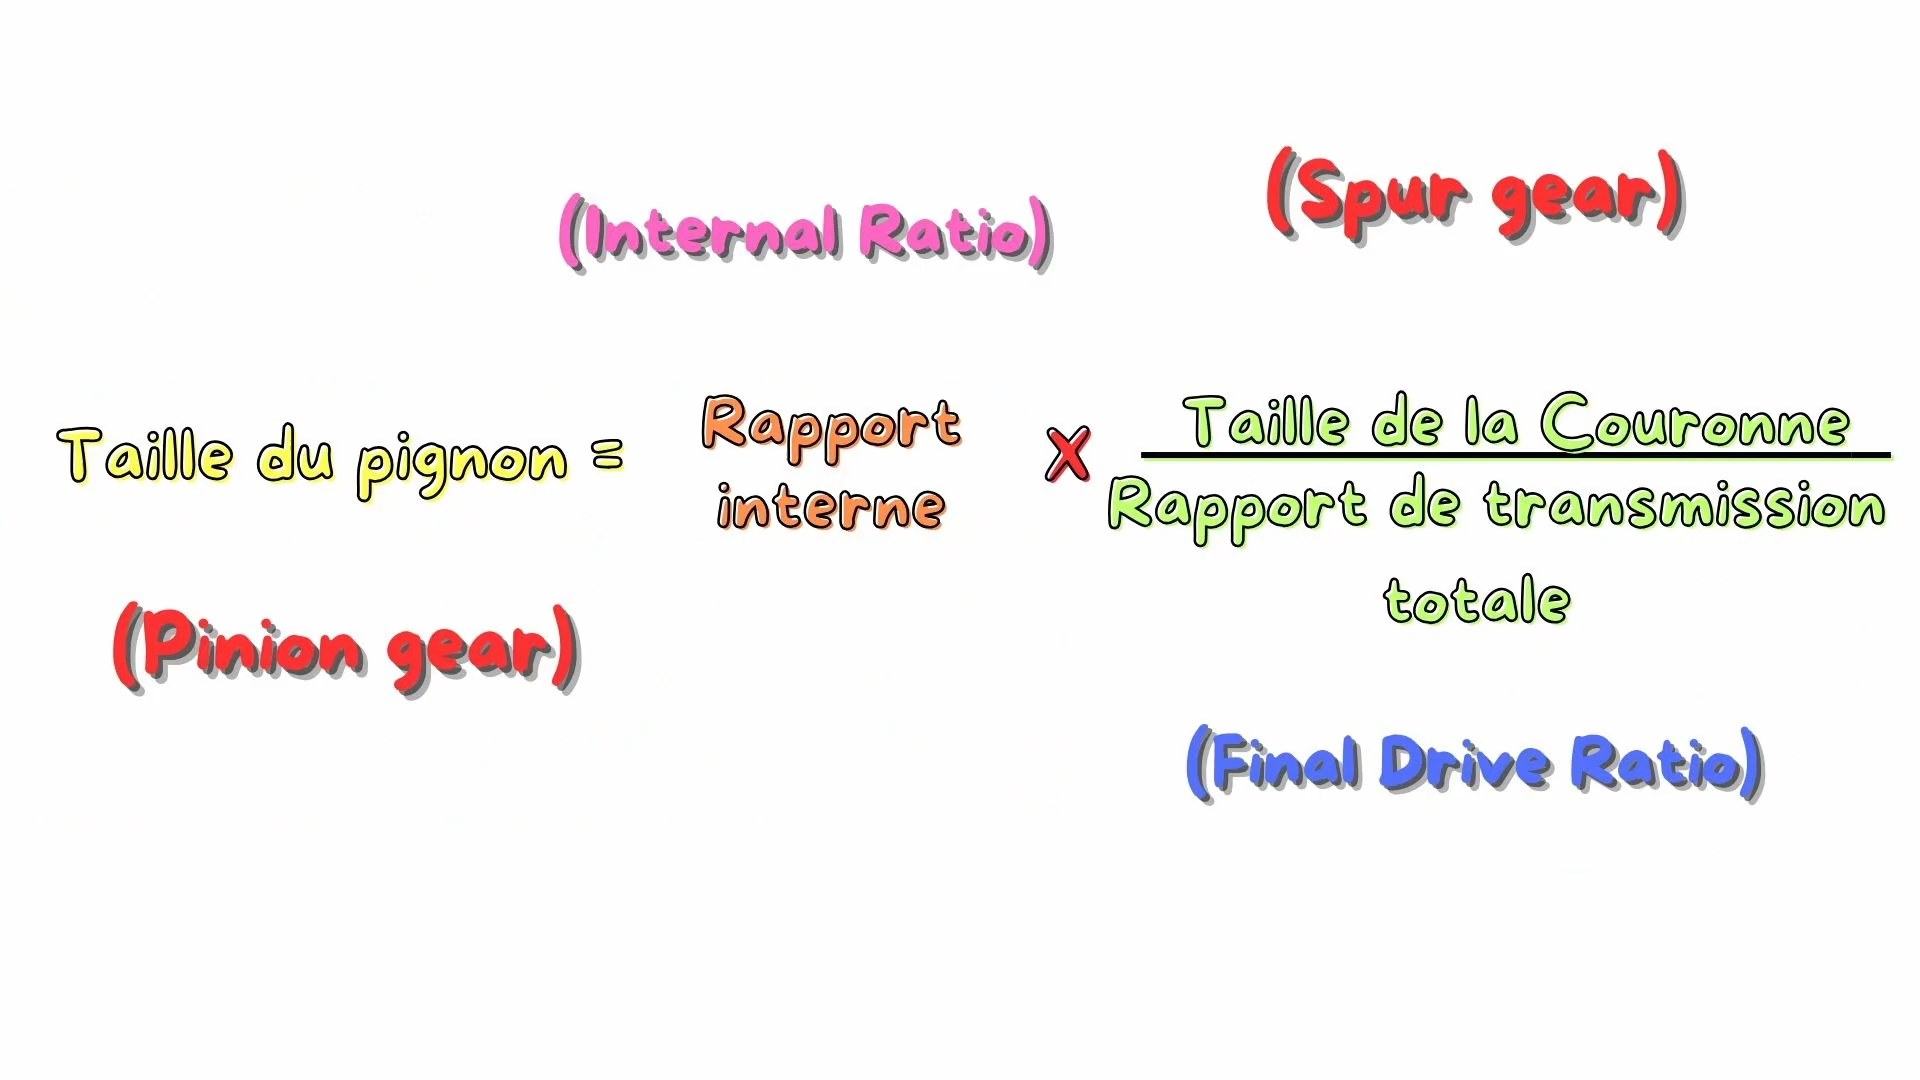 (Spur gear)
(Internal Ratio)
Taille du pignon =
Rapport
interne
x
Taille de la Couronne
Rapport de transmission
totale
(Pinion gear)
(Final Drive Ratio)